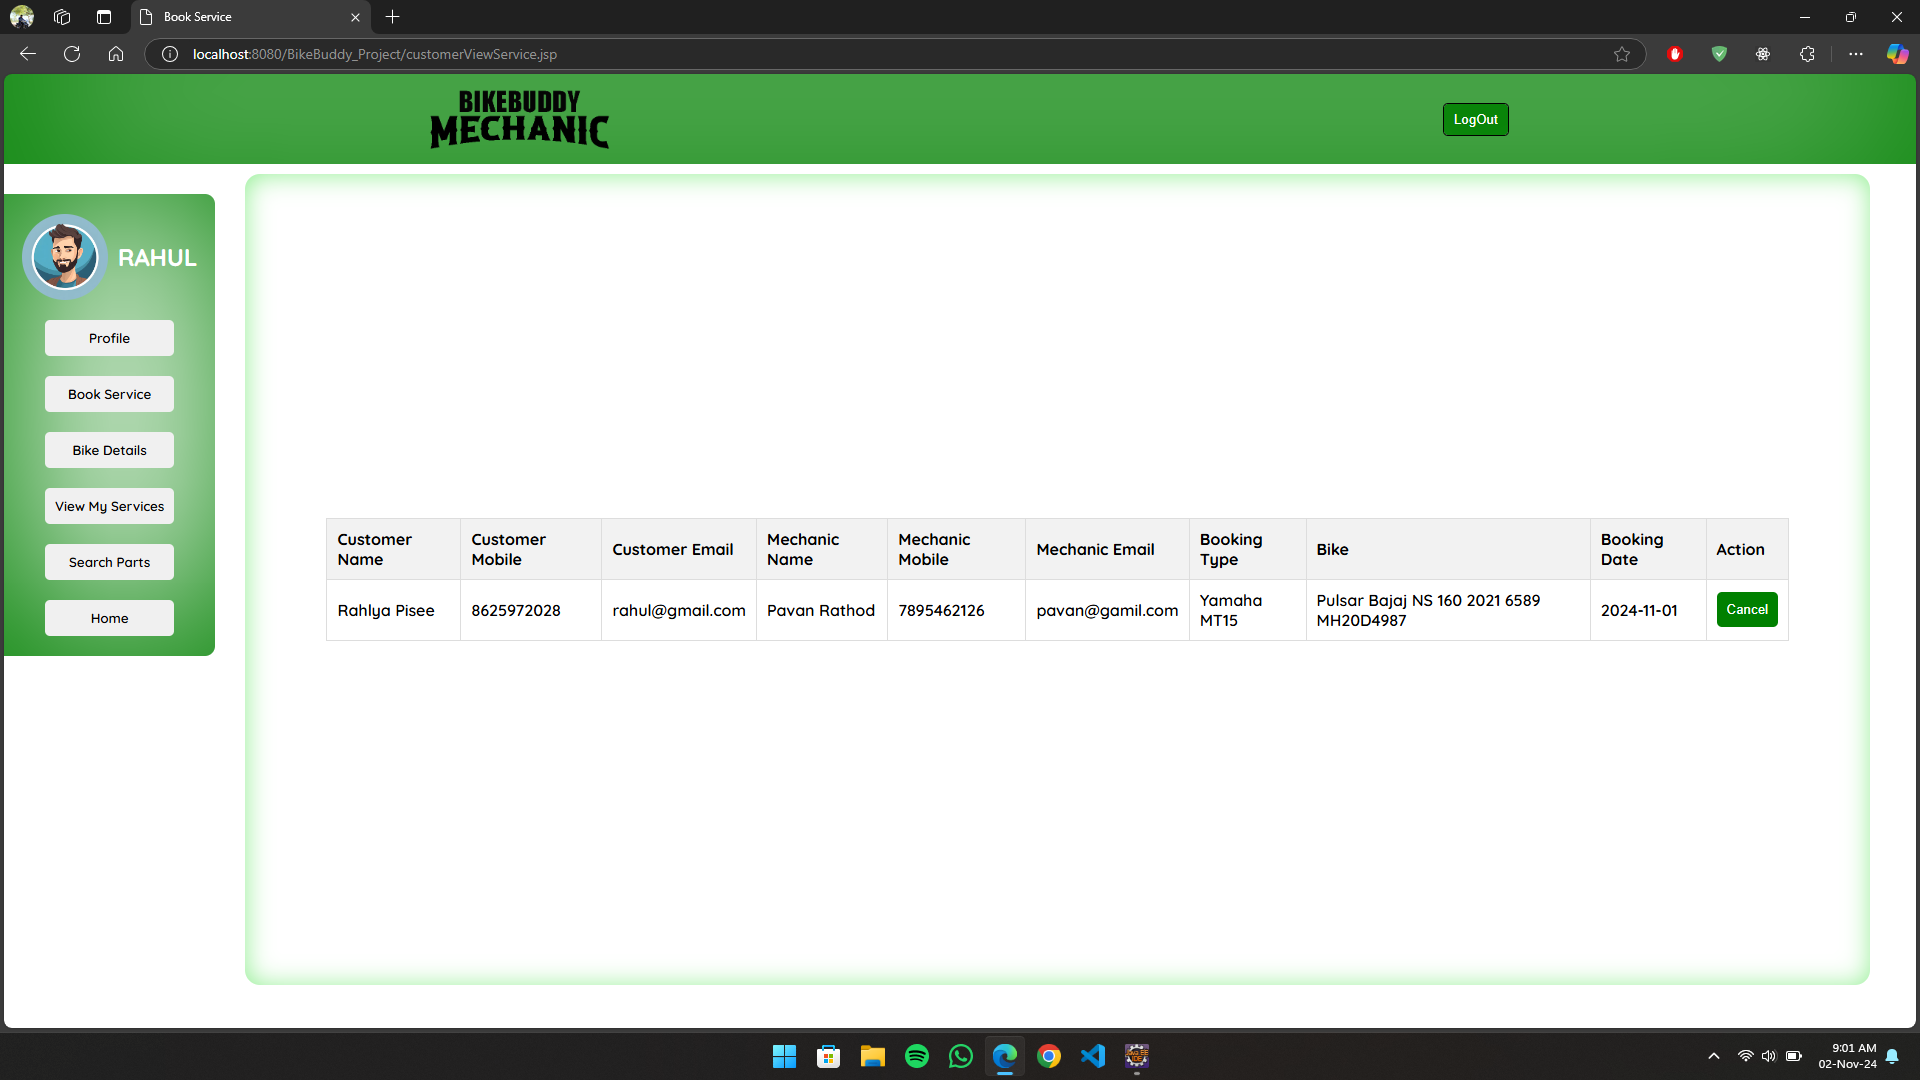 Book Service
localhost:8080/BikeBuddy_Project/customerViewService.jsp
BIKEBUDDY
MECHANIC
LogOut
RAHUL
Profile
Book Service
Bike Details
View My Services
Search Parts
Home
Customer Name Customer Mobile Customer Email Mechanic Name Mechanic Mobile Mechanic Email Booking Type Bike Booking Date Action
Rahlya Pisee 8625972028 rahul@gmail.com Pavan Rathod 7895462126 pavan@gamil.com Yamaha MT15 Pulsar Bajaj NS 160 2021 6589 MH20D4987 2024-11-01 Cancel
9:01 AM
02-Nov-24